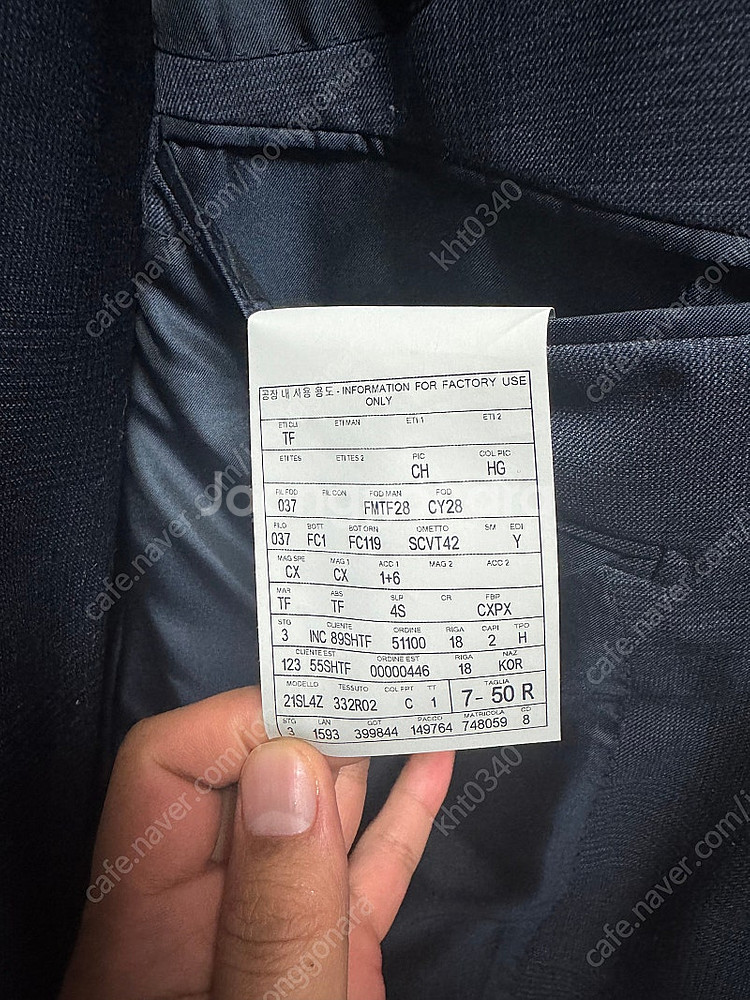 공장 내 사용 용도 - INFORMATION FOR FACTORY USE
ONLY
ETI CLI ETI MAN ETI 1 ETI 2
TF
ETI TES ETI TES 2 PIC COL PIC
CH HG
FIL FOD FIL CON FOD MAN FOD
037 FMTF28 CY28
FILO BOTT BOT ORN OMETTO SM EDI
037 FC1 FC119 SCVT42 Y
MAG SPE MAG 1 ACC 1 MAG 2 ACC 2
CX CX 1+6
MAR ABS SLP CR FBP
TF TF 4S CXPX
STG CLIENTE ORDINE RIGA CAPI TPO
3 INC 89SHTF 51100 18 2 H
CLIENTE EST ORDINE EST RIGA NAZ
123 55SHTF 00000446 18 KOR
MODELLO TESSUTO COL FPT TT TAGLIA
21SL4Z 332R02 C 1 7- 50 R
STG LAN GOT PACCO MATRICOLA CD
3 1593 399844 149764 748059 8
cafe.naver.com/joonggonara
kht0340
kht0340